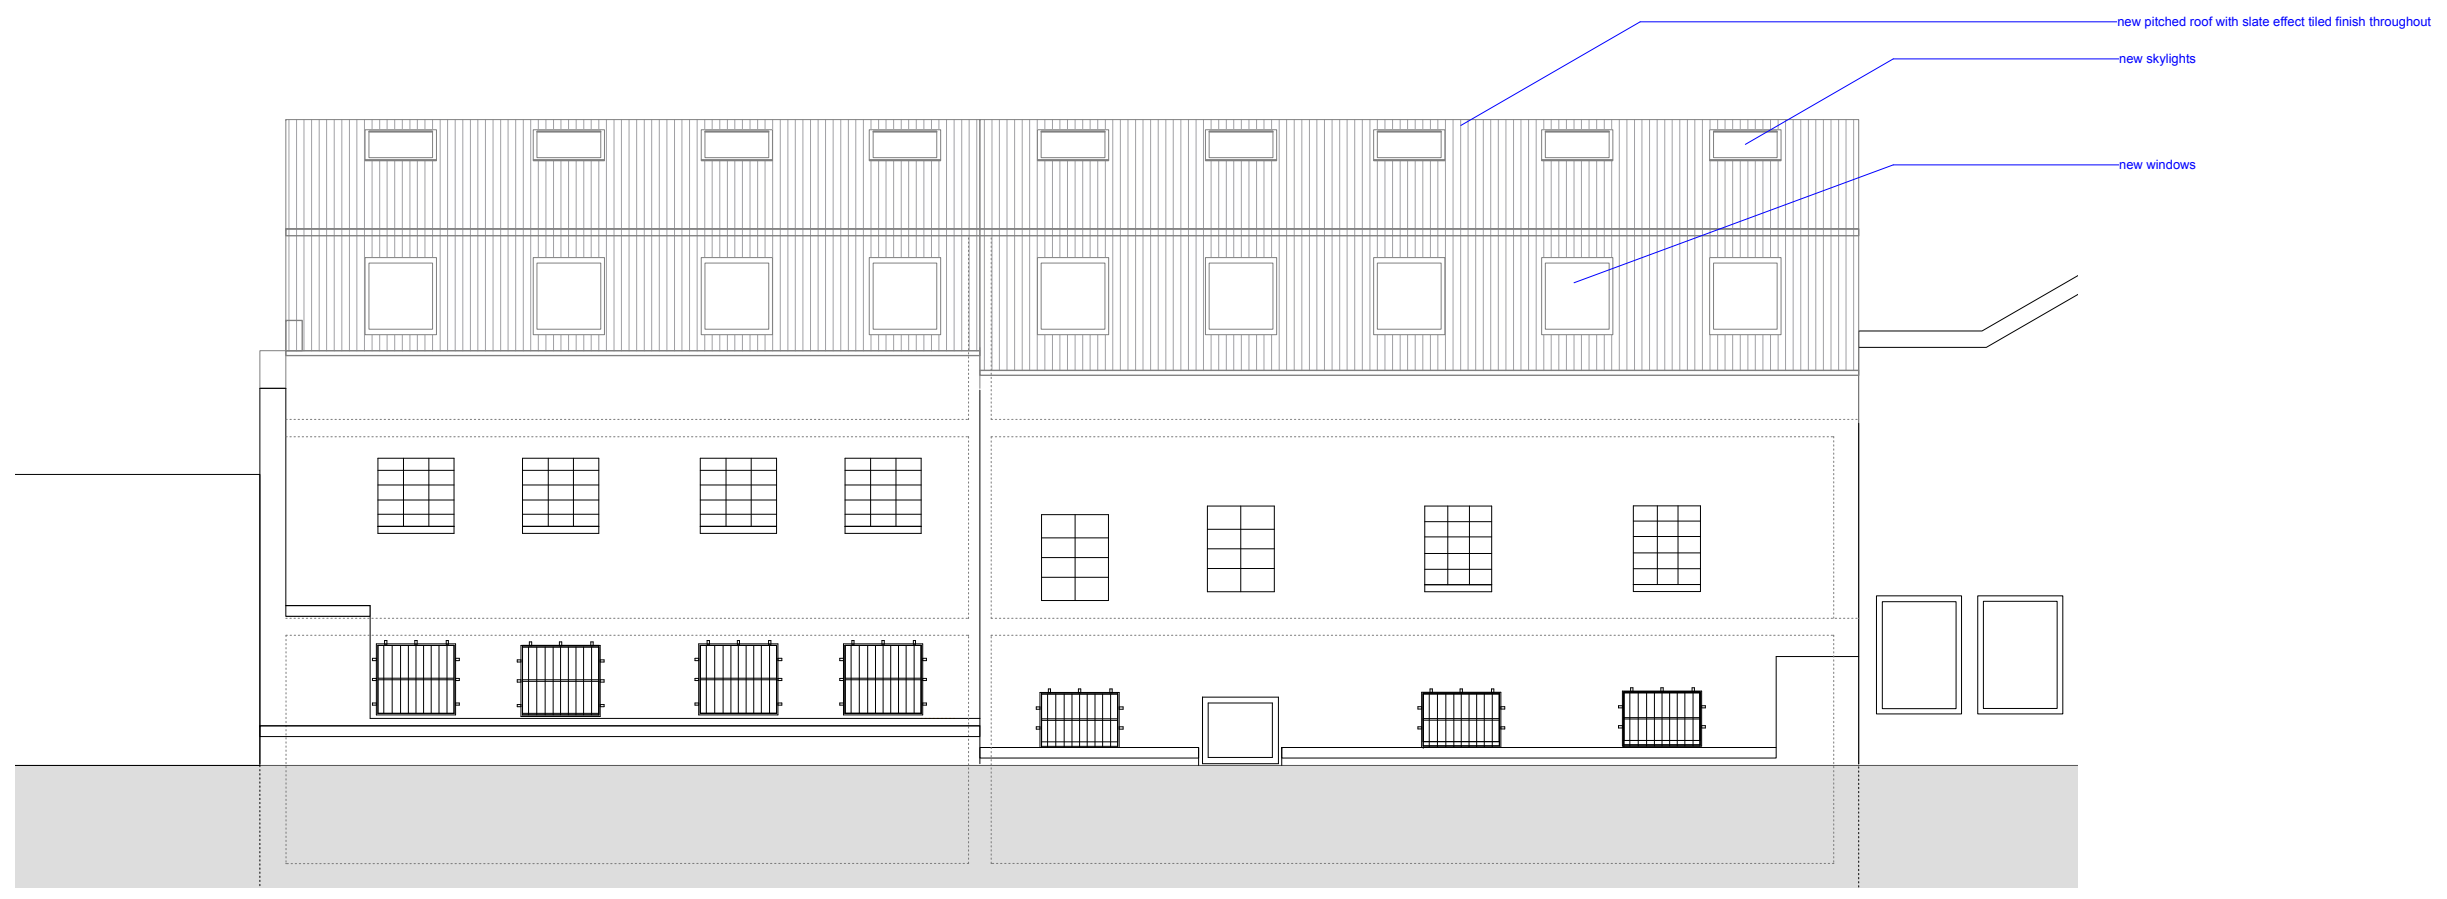 new pitched roof with slate effect tiled finish throughout
new skylights
new windows